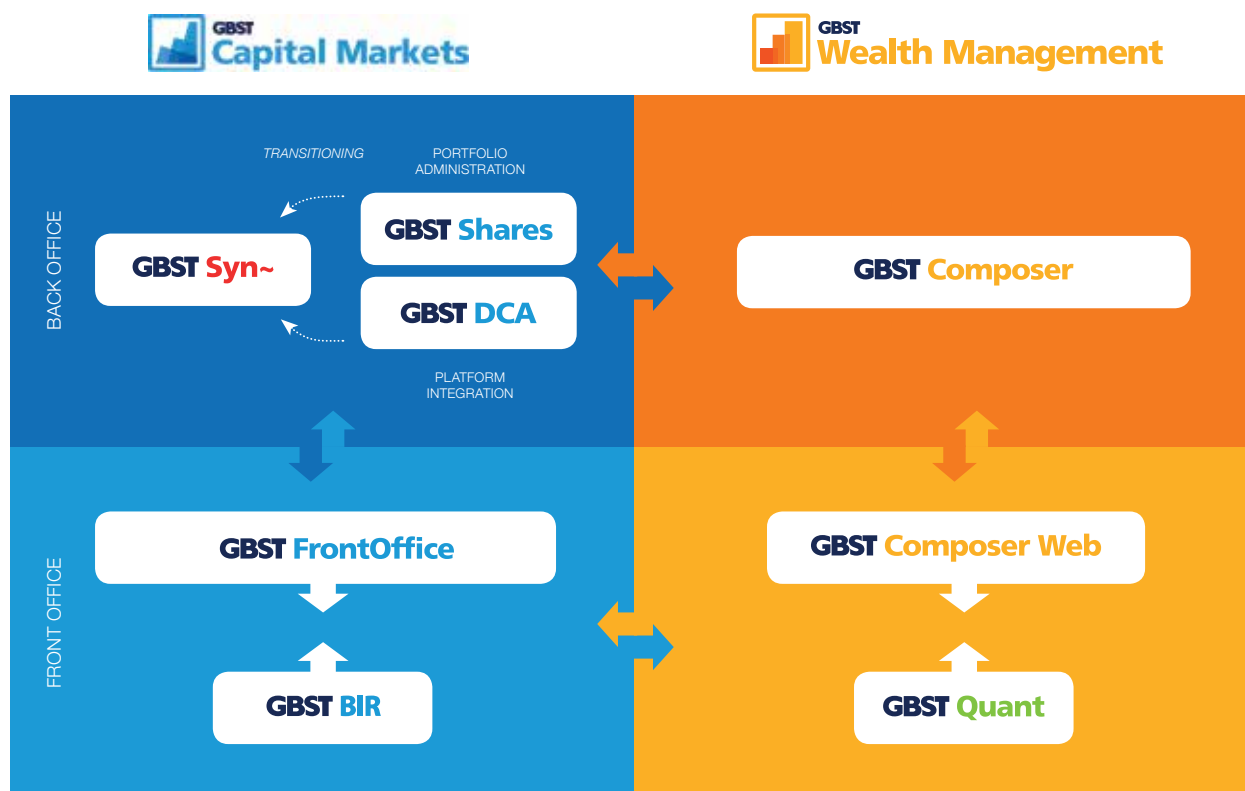 GBST
Capital Markets
GBST
Wealth Management
BACK OFFICE
TRANSITIONING
PORTFOLIO
ADMINISTRATION
GBST Shares
GBST Syn~
GBST DCA
PLATFORM
INTEGRATION
GBST Composer
FRONT OFFICE
GBST FrontOffice
GBST BIR
GBST Composer Web
GBST Quant